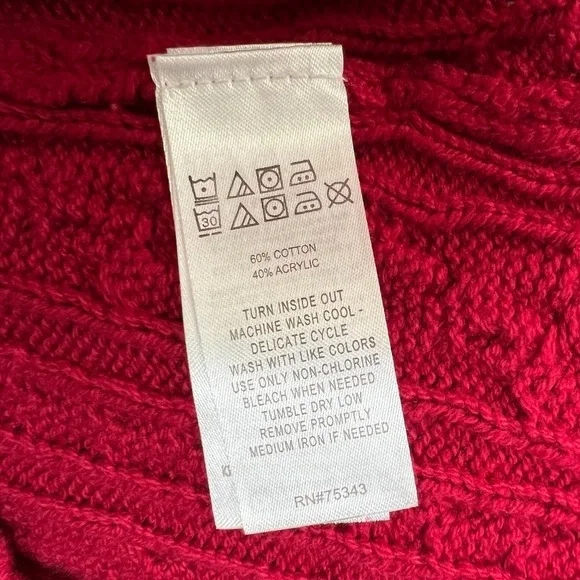 30
60% COTTON
40% ACRYLIC
TURN INSIDE OUT
MACHINE WASH COOL -
DELICATE CYCLE
WASH WITH LIKE COLORS
USE ONLY NON-CHLORINE
BLEACH WHEN NEEDED
TUMBLE DRY LOW
REMOVE PROMPTLY
MEDIUM IRON IF NEEDED
RN#75343